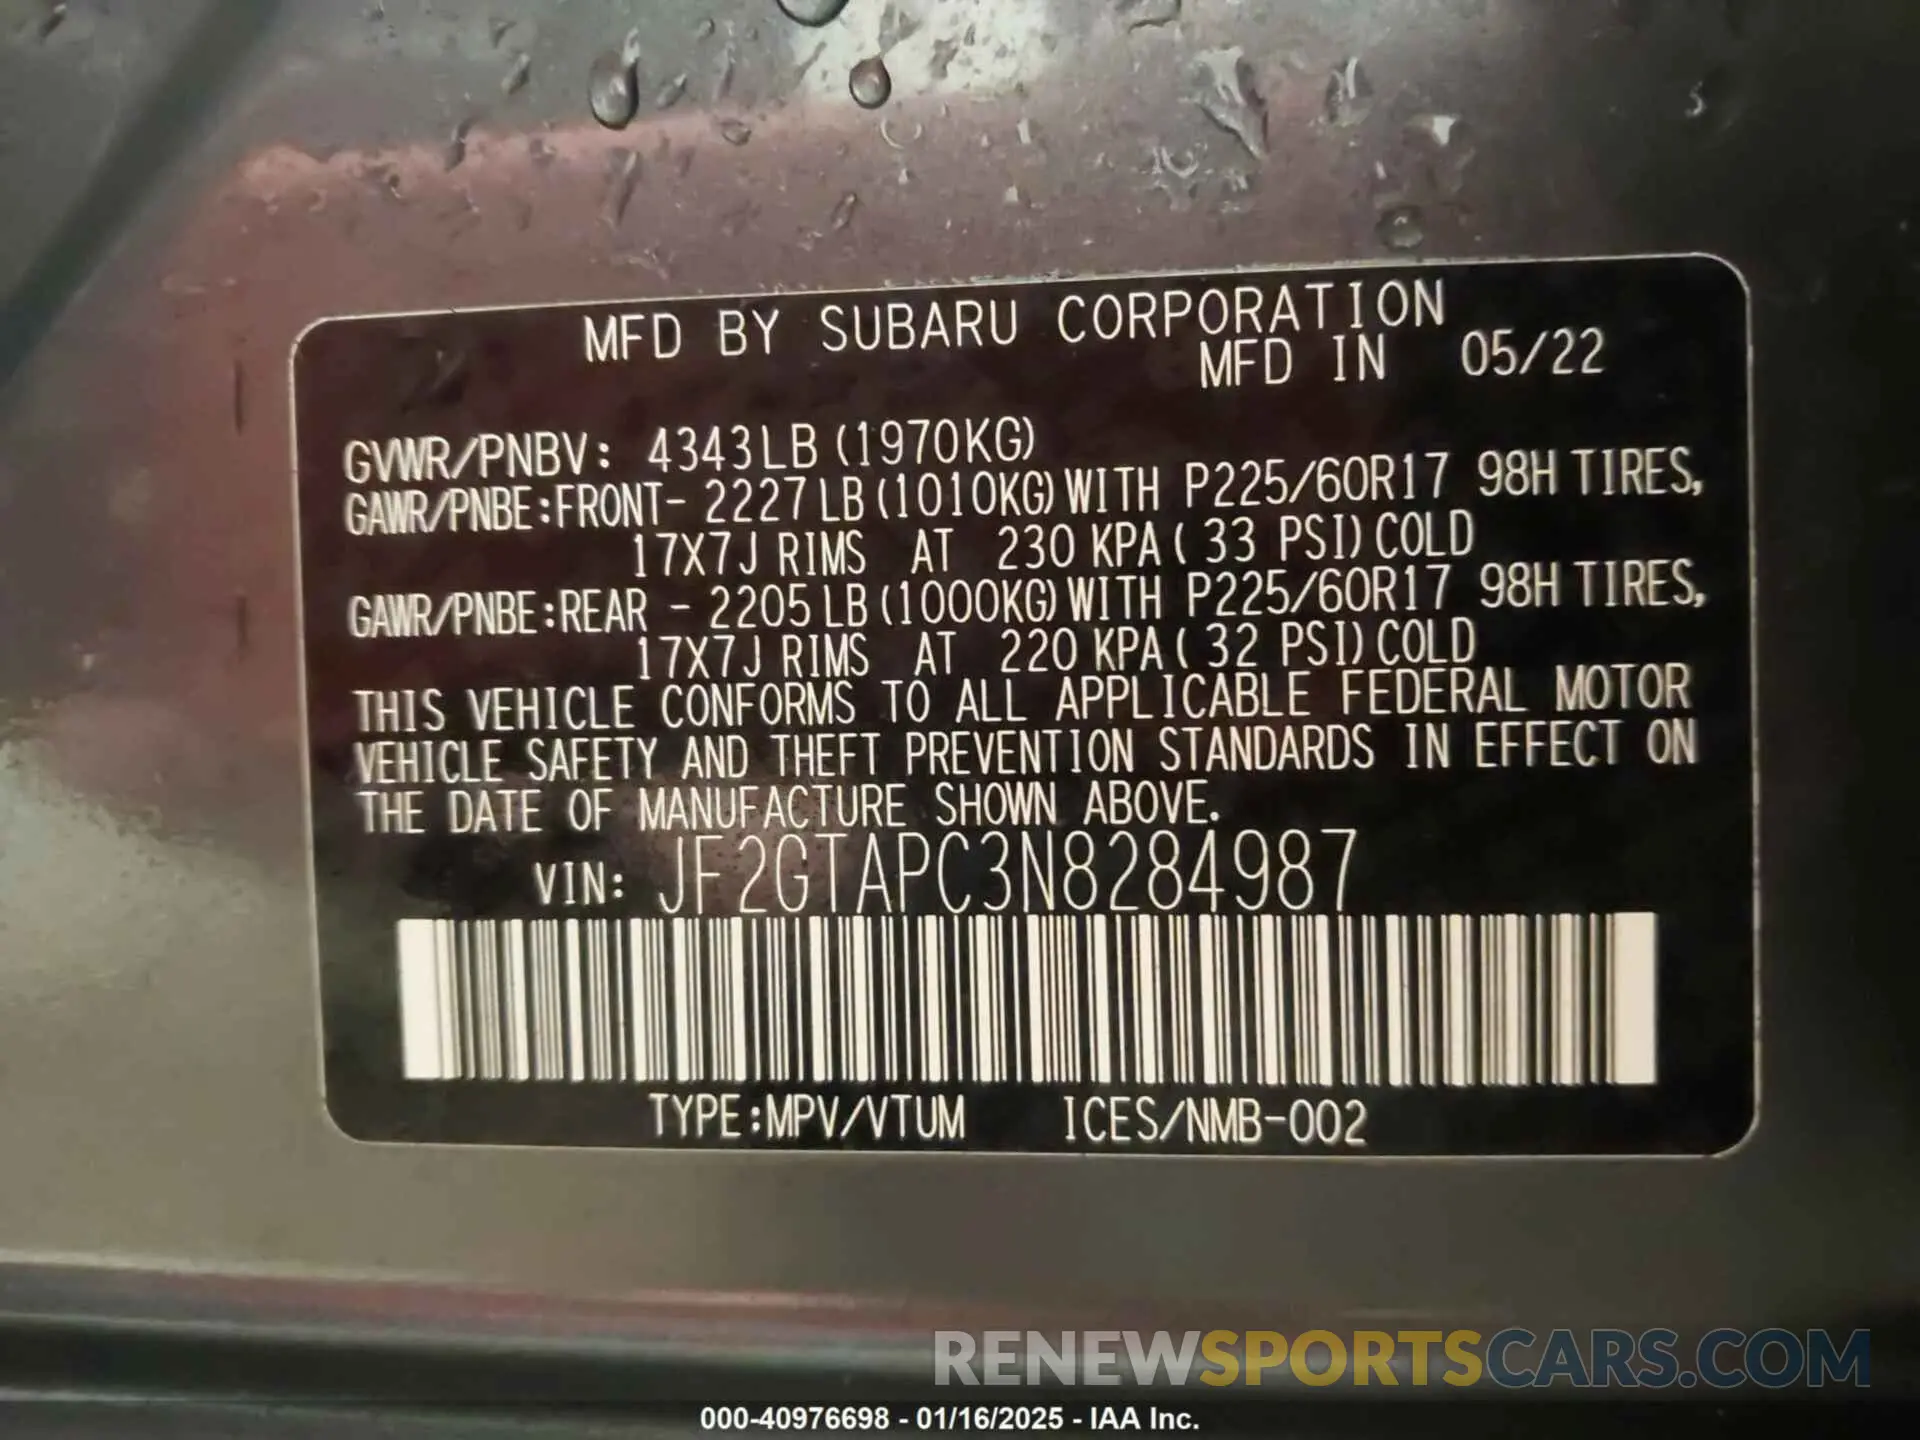 MFD BY SUBARU CORPORATION
MFD IN 05/22
GVWR/PNBV: 4343LB (1970KG)
GAWR/PNBE:FRONT- 2227LB (1010KG) WITH P225/60R17 98H TIRES,
17X7J RIMS AT 230 KPA ( 33 PSI) COLD
GAWR/PNBE:REAR - 2205LB (1000KG) WITH P225/60R17 98H TIRES,
17X7J RIMS AT 220 KPA ( 32 PSI) COLD
THIS VEHICLE CONFORMS TO ALL APPLICABLE FEDERAL MOTOR
VEHICLE SAFETY AND THEFT PREVENTION STANDARDS IN EFFECT ON
THE DATE OF MANUFACTURE SHOWN ABOVE.
VIN: JF2GTAPC3N8284987
TYPE:MPV/VTUM ICES/NMB-002
RENEWSPORTSCARS.COM
000-40976698 - 01/16/2025 - IAA Inc.